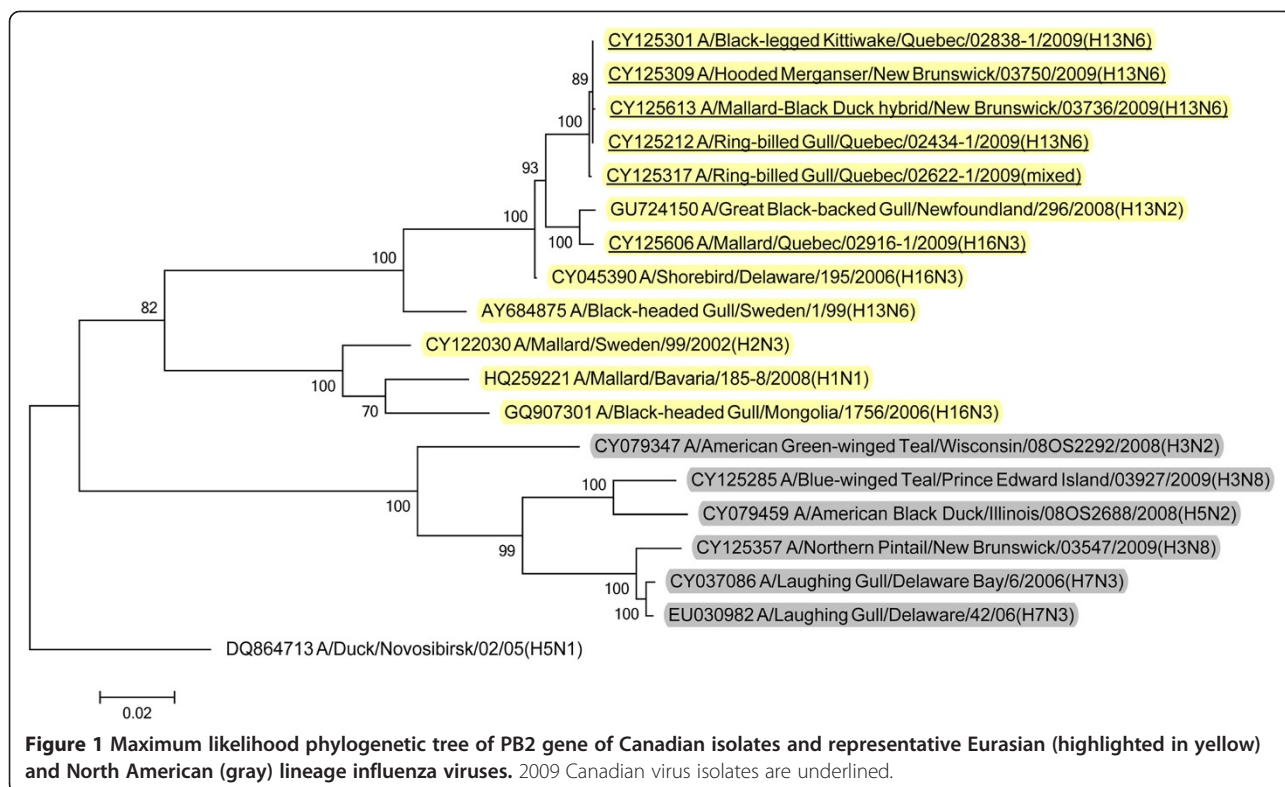 CY125301 A/Black-legged Kittiwake/Quebec/02838-1/2009(H13N6)
89
CY125309 A/Hooded Merganser/New Brunswick/03750/2009(H13N6)
CY125613 A/Mallard-Black Duck hybrid/New Brunswick/03736/2009(H13N6)
100
CY125212 A/Ring-billed Gull/Quebec/02434-1/2009(H13N6)
93
CY125317 A/Ring-billed Gull/Quebec/02622-1/2009(mixed)
100
GU724150 A/Great Black-backed Gull/Newfoundland/296/2008(H13N2)
100
CY125606 A/Mallard/Quebec/02916-1/2009(H16N3)
100
CY045390 A/Shorebird/Delaware/195/2006(H16N3)
82
AY684875 A/Black-headed Gull/Sweden/1/99(H13N6)
CY122030 A/Mallard/Sweden/99/2002(H2N3)
100
HQ259221 A/Mallard/Bavaria/185-8/2008(H1N1)
70
GQ907301 A/Black-headed Gull/Mongolia/1756/2006(H16N3)
CY079347 A/American Green-winged Teal/Wisconsin/08OS2292/2008(H3N2)
100
100
CY125285 A/Blue-winged Teal/Prince Edward Island/03927/2009(H3N8)
CY079459 A/American Black Duck/Illinois/08OS2688/2008(H5N2)
99
CY125357 A/Northern Pintail/New Brunswick/03547/2009(H3N8)
100
CY037086 A/Laughing Gull/Delaware Bay/6/2006(H7N3)
100
EU030982 A/Laughing Gull/Delaware/42/06(H7N3)
DQ864713 A/Duck/Novosibirsk/02/05(H5N1)
0.02
Figure 1 Maximum likelihood phylogenetic tree of PB2 gene of Canadian isolates and representative Eurasian (highlighted in yellow)
and North American (gray) lineage influenza viruses. 2009 Canadian virus isolates are underlined.